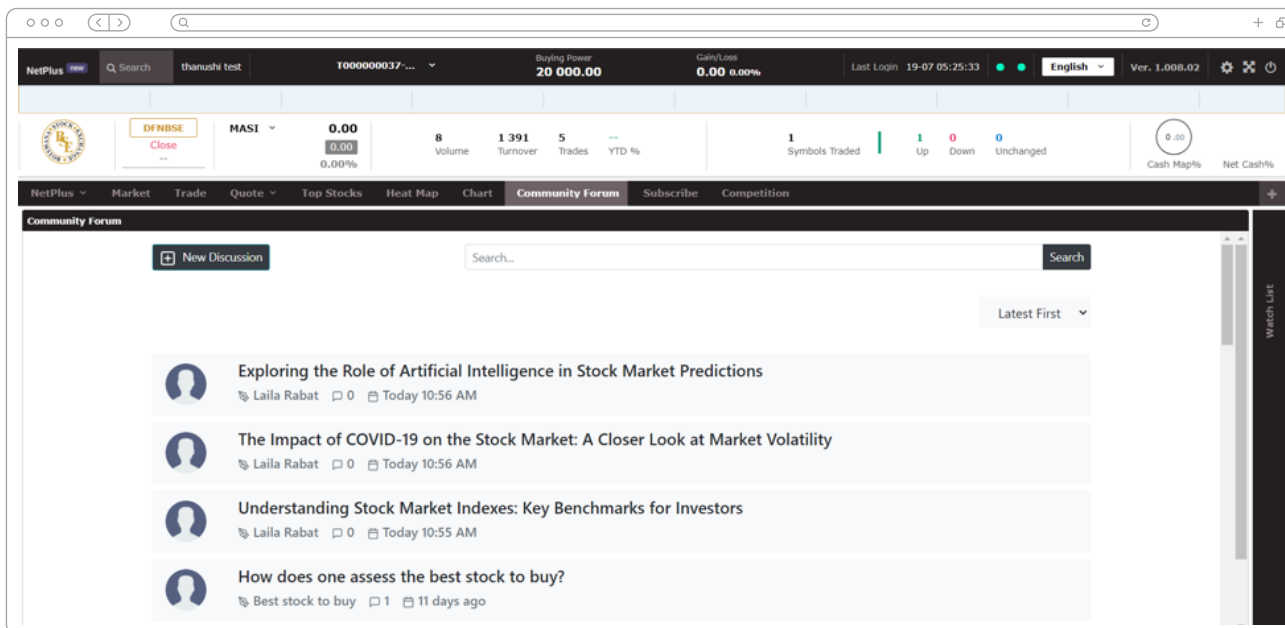 NetPlus new Search thanushi test T000000037-... Buying Power Gain/Loss Last Login 19-07 05:25:33 English Ver. 1.008.02
20 000.00 0.00 0.00%
DFNBSE MASI 0.00 8 1 391 5 -- 1 1 0 0 0.00
Close 0.00 Volume Turnover Trades YTD % Symbols Traded Up Down Unchanged
-- 0.00% Cash Map% Net Cash%
BOTSWANA STOCK EXCHANGE
BSE
NetPlus Market Trade Quote Top Stocks Heat Map Chart Community Forum Subscribe Competition +
Community Forum
New Discussion Search... Search
Latest First
Watch List
Exploring the Role of Artificial Intelligence in Stock Market Predictions
Laila Rabat 0 Today 10:56 AM
The Impact of COVID-19 on the Stock Market: A Closer Look at Market Volatility
Laila Rabat 0 Today 10:56 AM
Understanding Stock Market Indexes: Key Benchmarks for Investors
Laila Rabat 0 Today 10:55 AM
How does one assess the best stock to buy?
Best stock to buy 1 11 days ago